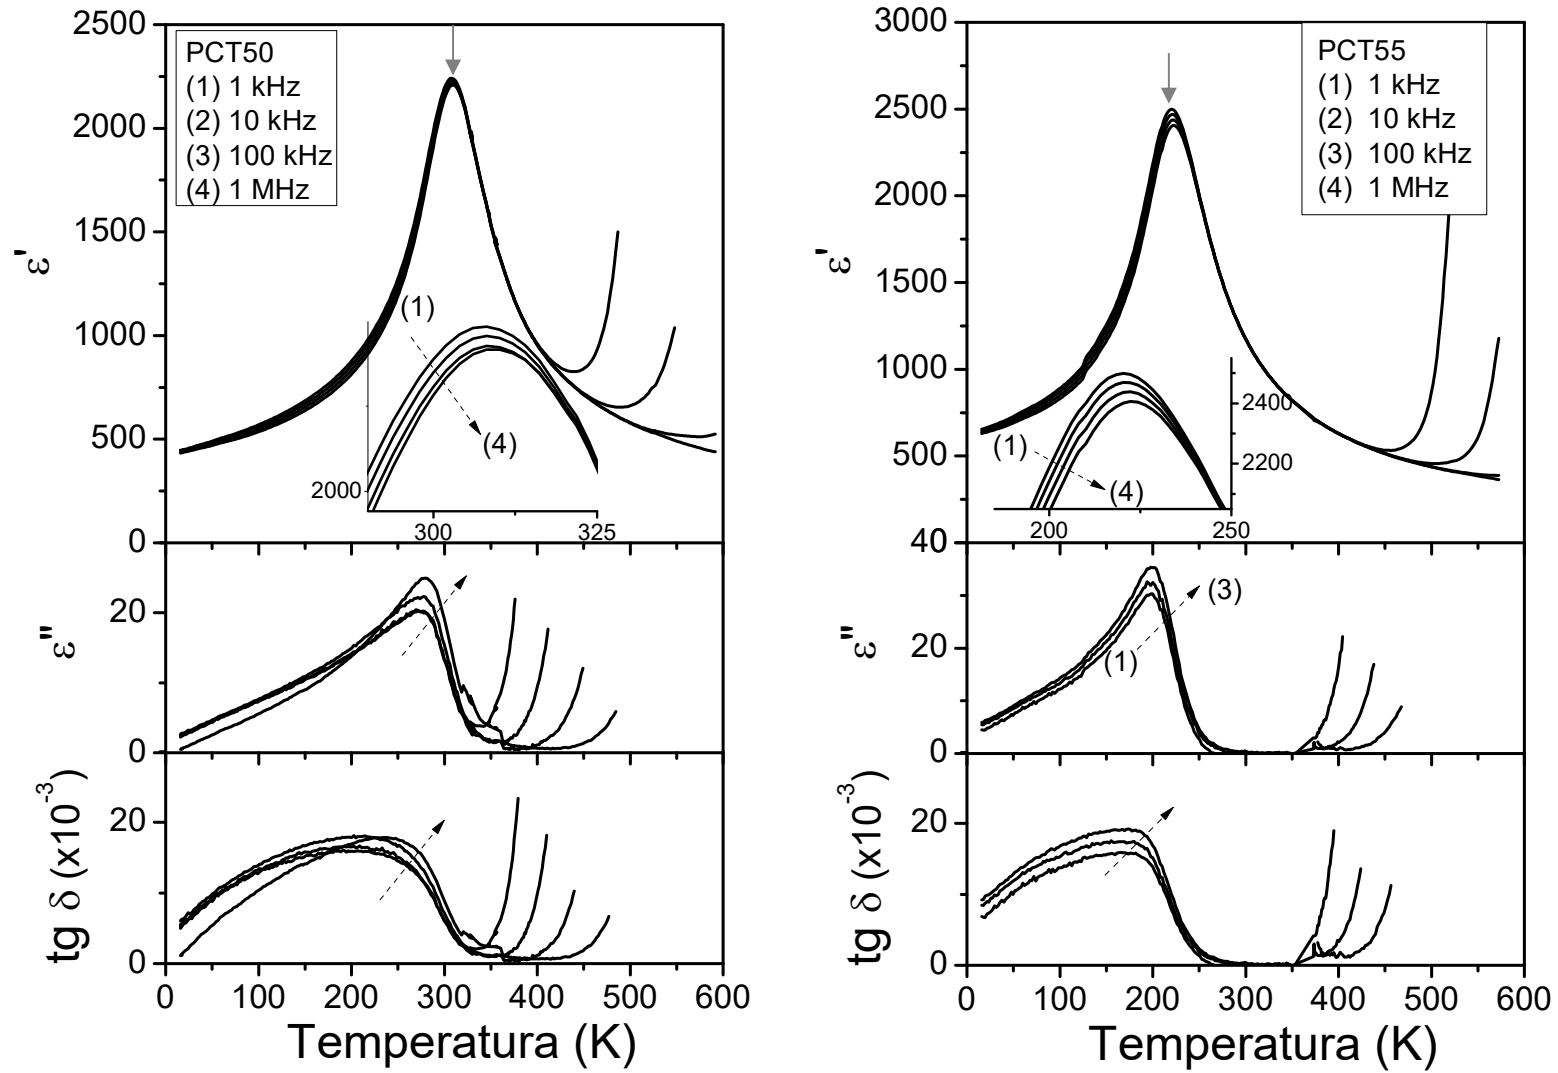 PCT50
(1) 1 kHz
(2) 10 kHz
(3) 100 kHz
(4) 1 MHz
ε'
2500
2000
1500
1000
500
0
(1)
(4)
2000
300
325
ε"
20
0
tg δ (x10⁻³)
20
0
0 100 200 300 400 500 600
Temperatura (K)
PCT55
(1) 1 kHz
(2) 10 kHz
(3) 100 kHz
(4) 1 MHz
ε'
3000
2500
2000
1500
1000
500
(1)
(4)
2400
2200
200
250
ε"
40
20
0
(3)
(1)
tg δ (x10⁻³)
20
0
0 100 200 300 400 500 600
Temperatura (K)